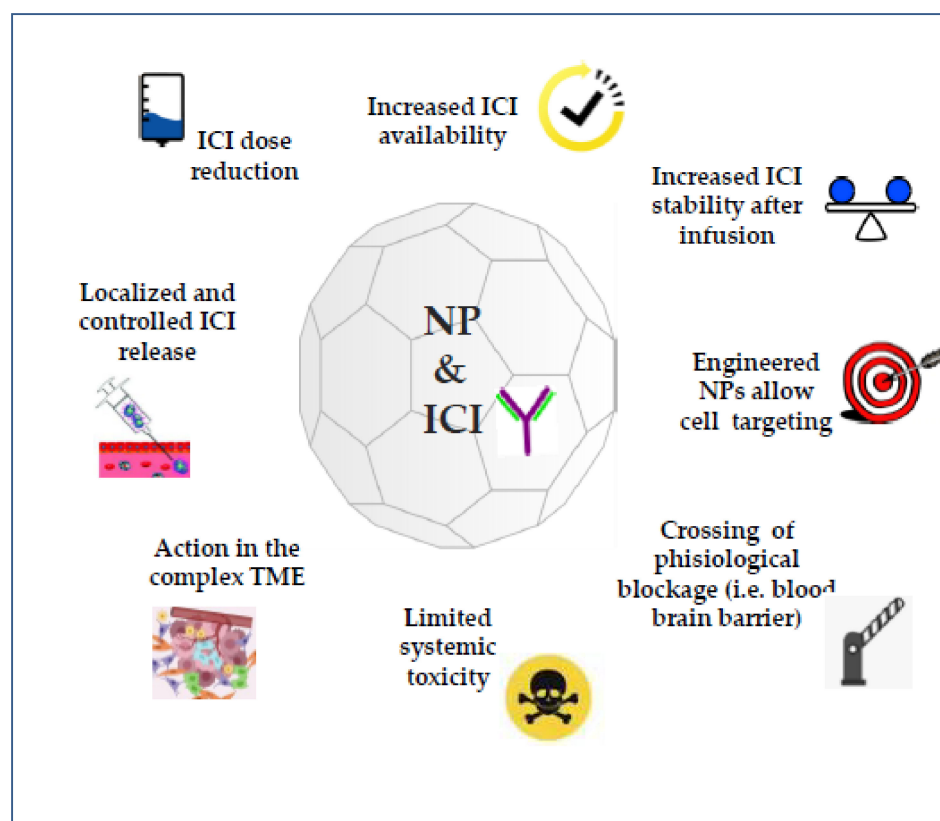 ICI dose
reduction
Increased ICI
availability
Increased ICI
stability after
infusion
Localized and
controlled ICI
release
NP
&
ICI
Engineered
NPs allow
cell targeting
Action in the
complex TME
Limited
systemic
toxicity
Crossing of
phisiological
blockage (i.e. blood
brain barrier)